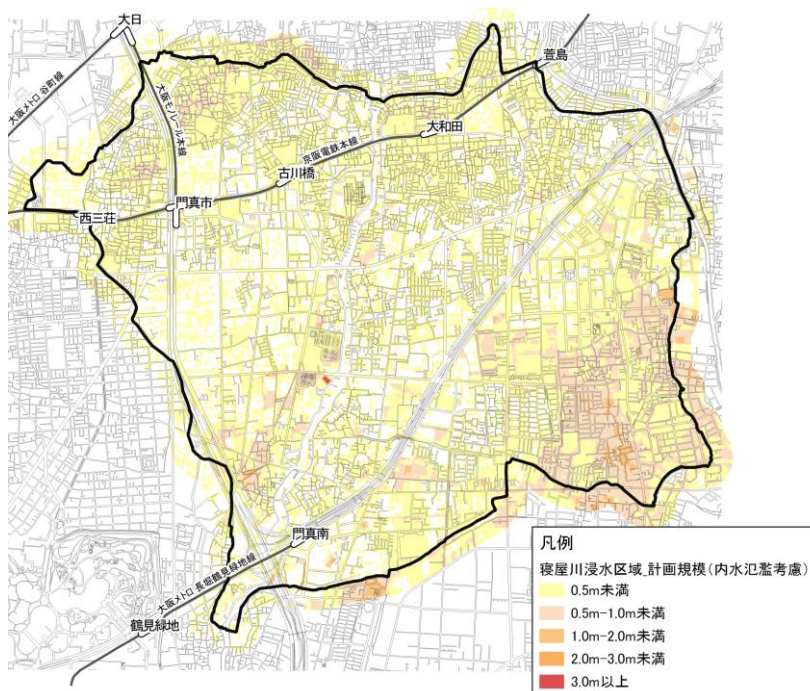 大日
萱島
大阪メトロ 谷町線
大阪モノレール本線
大和田
京阪電鉄本線
古川橋
門真市
西三荘
門真南
大阪メトロ 長堀鶴見緑地線
鶴見緑地
凡例
寝屋川浸水区域_計画規模(内水氾濫考慮)
0.5m未満
0.5m-1.0m未満
1.0m-2.0m未満
2.0m-3.0m未満
3.0m以上